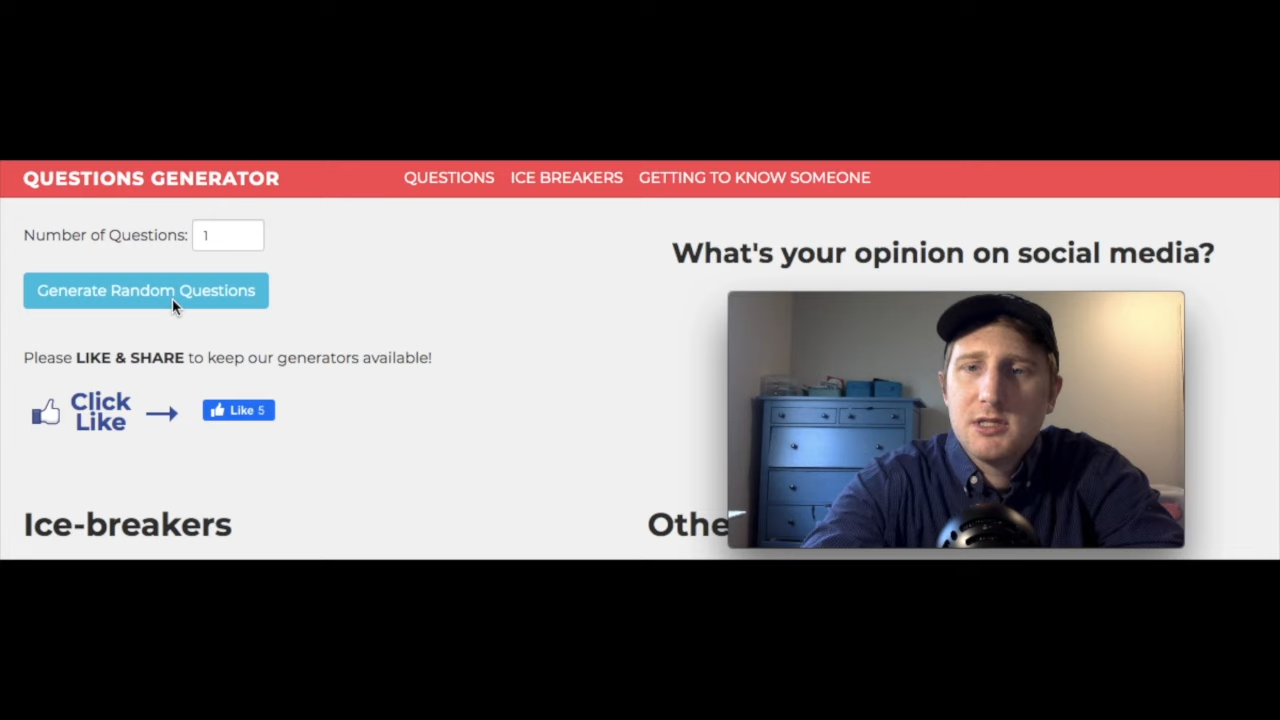 QUESTIONS GENERATOR
QUESTIONS ICE BREAKERS GETTING TO KNOW SOMEONE
Number of Questions: 1
Generate Random Questions
What's your opinion on social media?
Please LIKE & SHARE to keep our generators available!
Click
Like
Like 5
Ice-breakers
Othe